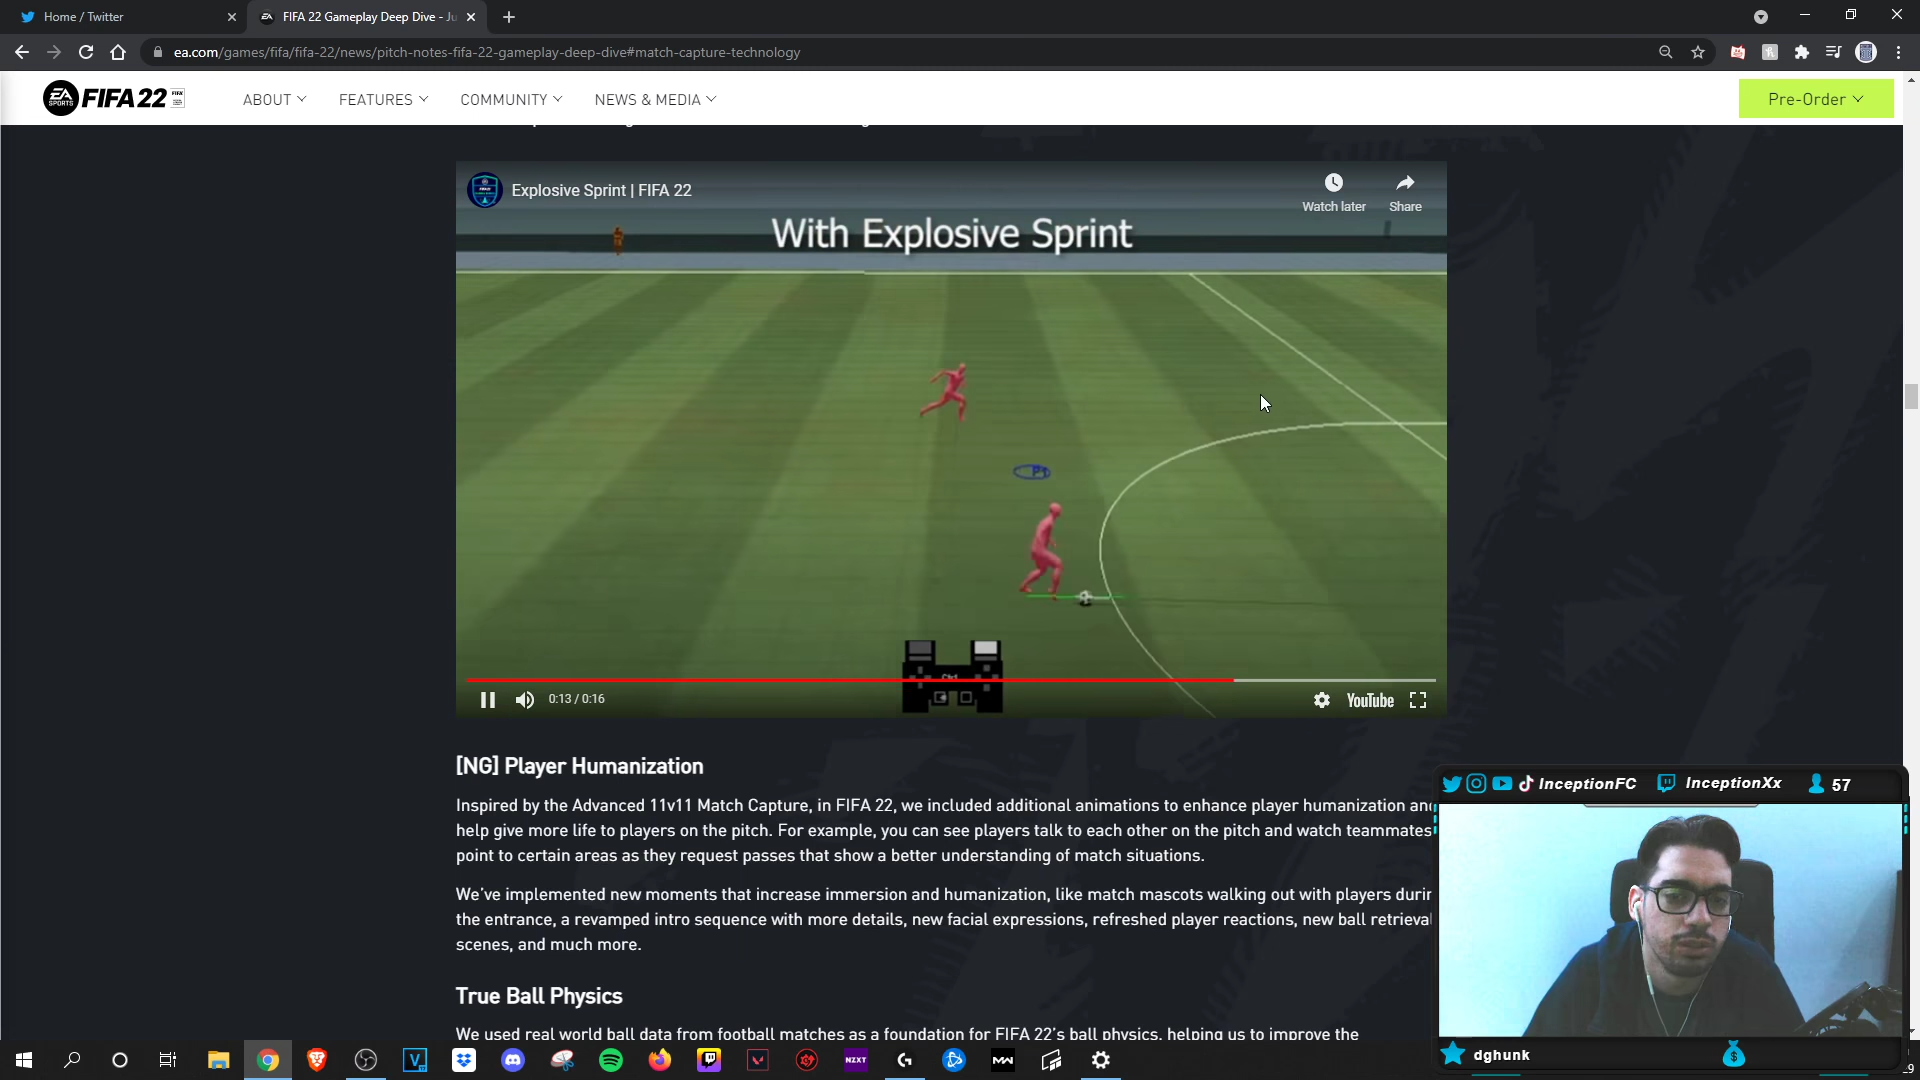 Home / Twitter
FIFA 22 Gameplay Deep Dive - Ju
ea.com/games/fifa/fifa-22/news/pitch-notes-fifa-22-gameplay-deep-dive#match-capture-technology
EA SPORTS FIFA 22 FIFA
ABOUT
FEATURES
COMMUNITY
NEWS & MEDIA
Pre-Order
Explosive Sprint | FIFA 22
Watch later
Share
With Explosive Sprint
P1
0:13 / 0:16
YouTube
[NG] Player Humanization
Inspired by the Advanced 11v11 Match Capture, in FIFA 22, we included additional animations to enhance player humanization and
help give more life to players on the pitch. For example, you can see players talk to each other on the pitch and watch teammates
point to certain areas as they request passes that show a better understanding of match situations.
We've implemented new moments that increase immersion and humanization, like match mascots walking out with players durin
the entrance, a revamped intro sequence with more details, new facial expressions, refreshed player reactions, new ball retrieval
scenes, and much more.
True Ball Physics
We used real world ball data from football matches as a foundation for FIFA 22's ball physics, helping us to improve the
InceptionFC
InceptionXx
57
dghunk
NZXT
MW